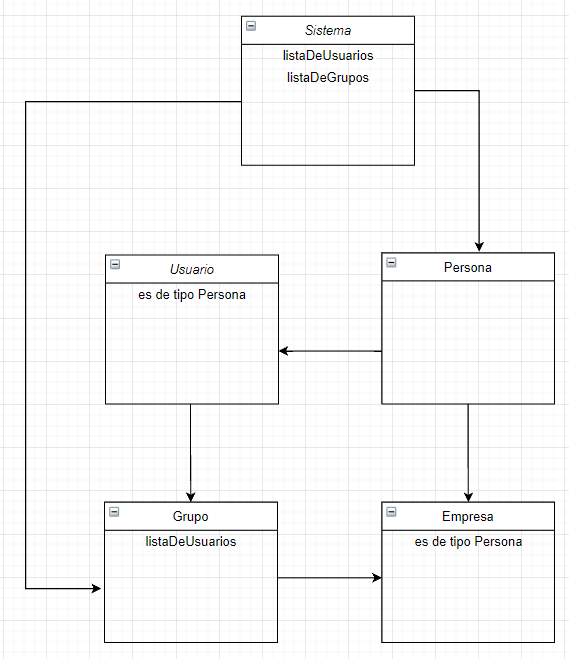 Sistema
listaDeUsuarios
listaDeGrupos
Usuario
es de tipo Persona
Persona
Grupo
listaDeUsuarios
Empresa
es de tipo Persona